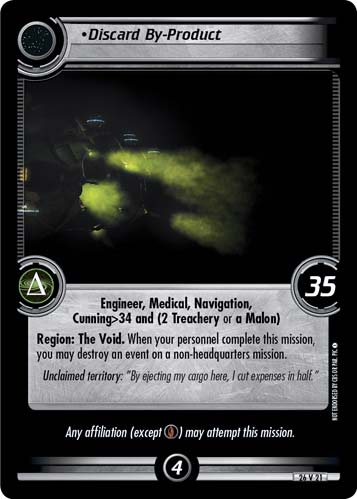 •Discard By-Product
35
Engineer, Medical, Navigation,
Cunning>34 and (2 Treachery or a Malon)
Region: The Void. When your personnel complete this mission,
you may destroy an event on a non-headquarters mission.
Unclaimed territory: "By ejecting my cargo here, I cut expenses in half."
Any affiliation (except ) may attempt this mission.
4
26 V 21